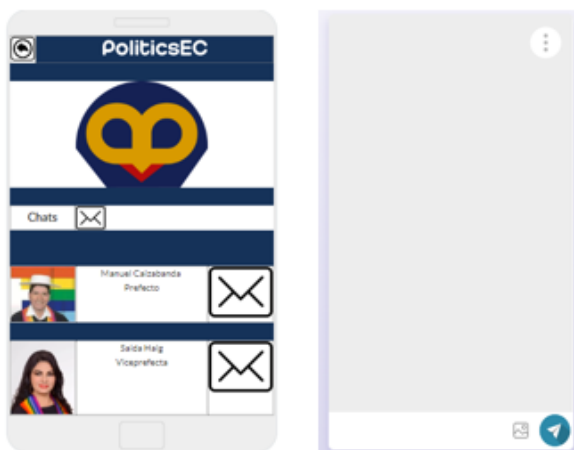 PoliticsEC
Chats
Manuel Caizabanda
Prefecto
Saida Haig
Viceprefecta